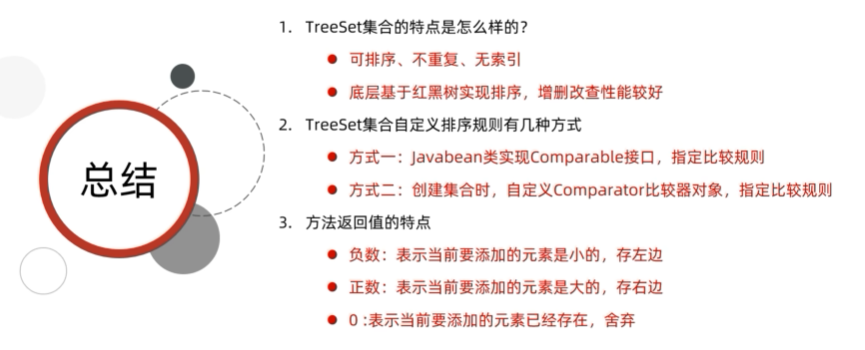 总结
1. TreeSet集合的特点是怎么样的?
● 可排序、不重复、无索引
● 底层基于红黑树实现排序，增删改查性能较好
2. TreeSet集合自定义排序规则有几种方式
● 方式一：Javabean类实现Comparable接口，指定比较规则
● 方式二：创建集合时，自定义Comparator比较器对象，指定比较规则
3. 方法返回值的特点
● 负数：表示当前要添加的元素是小的，存左边
● 正数：表示当前要添加的元素是大的，存右边
● 0 :表示当前要添加的元素已经存在，舍弃